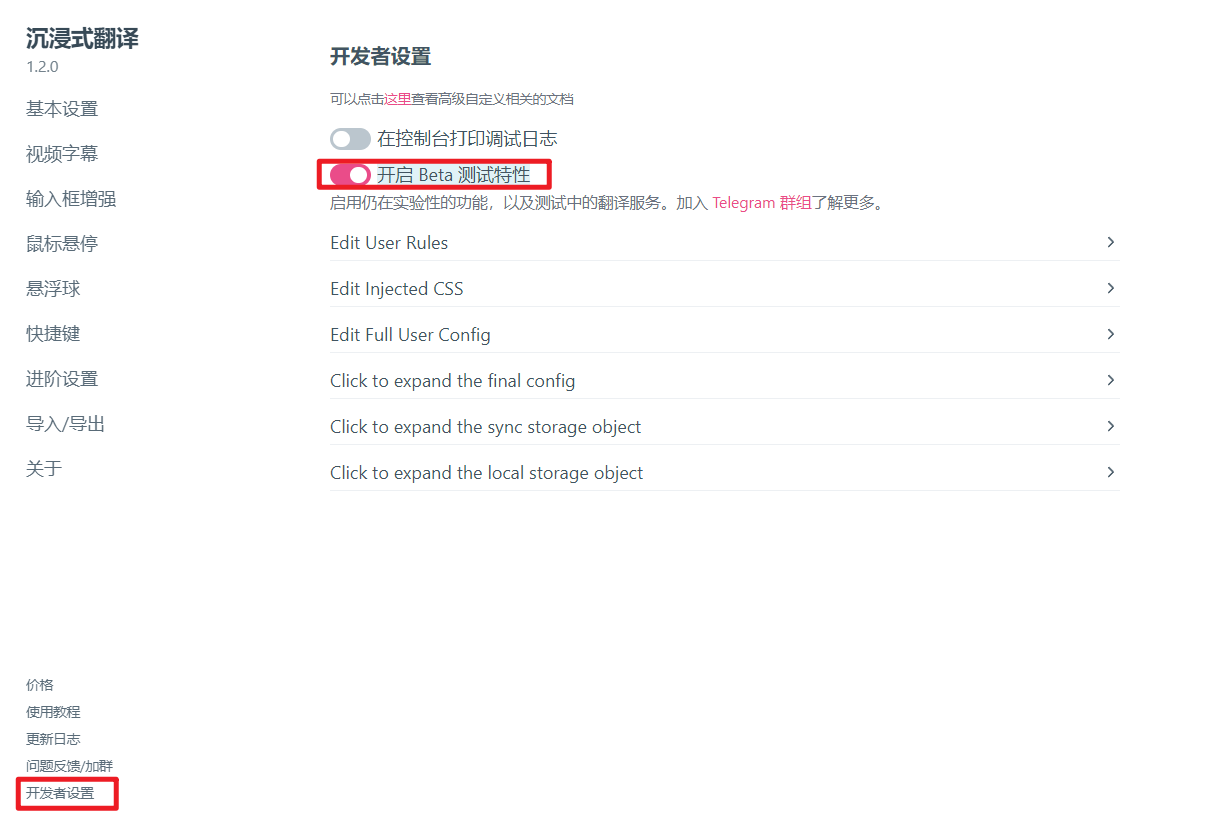 沉浸式翻译
1.2.0
基本设置
视频字幕
输入框增强
鼠标悬停
悬浮球
快捷键
进阶设置
导入/导出
关于
价格
使用教程
更新日志
问题反馈/加群
开发者设置
开发者设置
可以点击这里查看高级自定义相关的文档
在控制台打印调试日志
开启 Beta 测试特性
启用仍在实验性的功能，以及测试中的翻译服务。加入 Telegram 群组了解更多。
Edit User Rules
Edit Injected CSS
Edit Full User Config
Click to expand the final config
Click to expand the sync storage object
Click to expand the local storage object